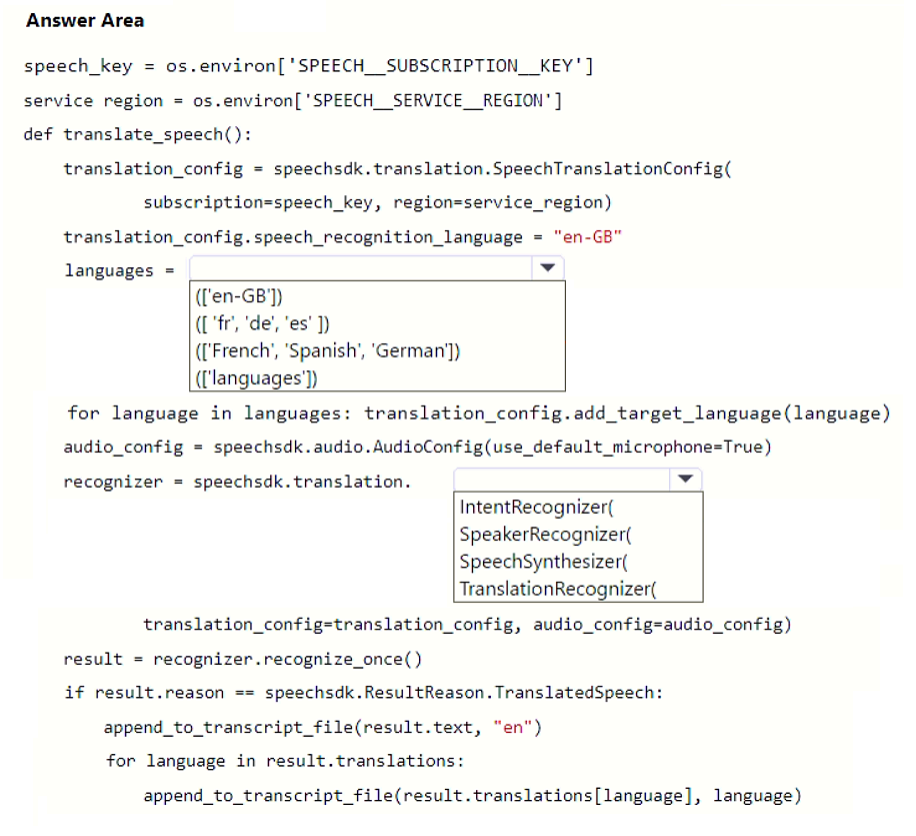 Answer Area
speech_key = os.environ['SPEECH__SUBSCRIPTION__KEY']
service region = os.environ['SPEECH__SERVICE__REGION']
def translate_speech():
translation_config = speechsdk.translation.SpeechTranslationConfig(
subscription=speech_key, region=service_region)
translation_config.speech_recognition_language = "en-GB"
languages =
(['en-GB'])
([ 'fr', 'de', 'es' ])
(['French', 'Spanish', 'German'])
(['languages'])
for language in languages: translation_config.add_target_language(language)
audio_config = speechsdk.audio.AudioConfig(use_default_microphone=True)
recognizer = speechsdk.translation.
IntentRecognizer(
SpeakerRecognizer(
SpeechSynthesizer(
TranslationRecognizer(
translation_config=translation_config, audio_config=audio_config)
result = recognizer.recognize_once()
if result.reason == speechsdk.ResultReason.TranslatedSpeech:
append_to_transcript_file(result.text, "en")
for language in result.translations:
append_to_transcript_file(result.translations[language], language)